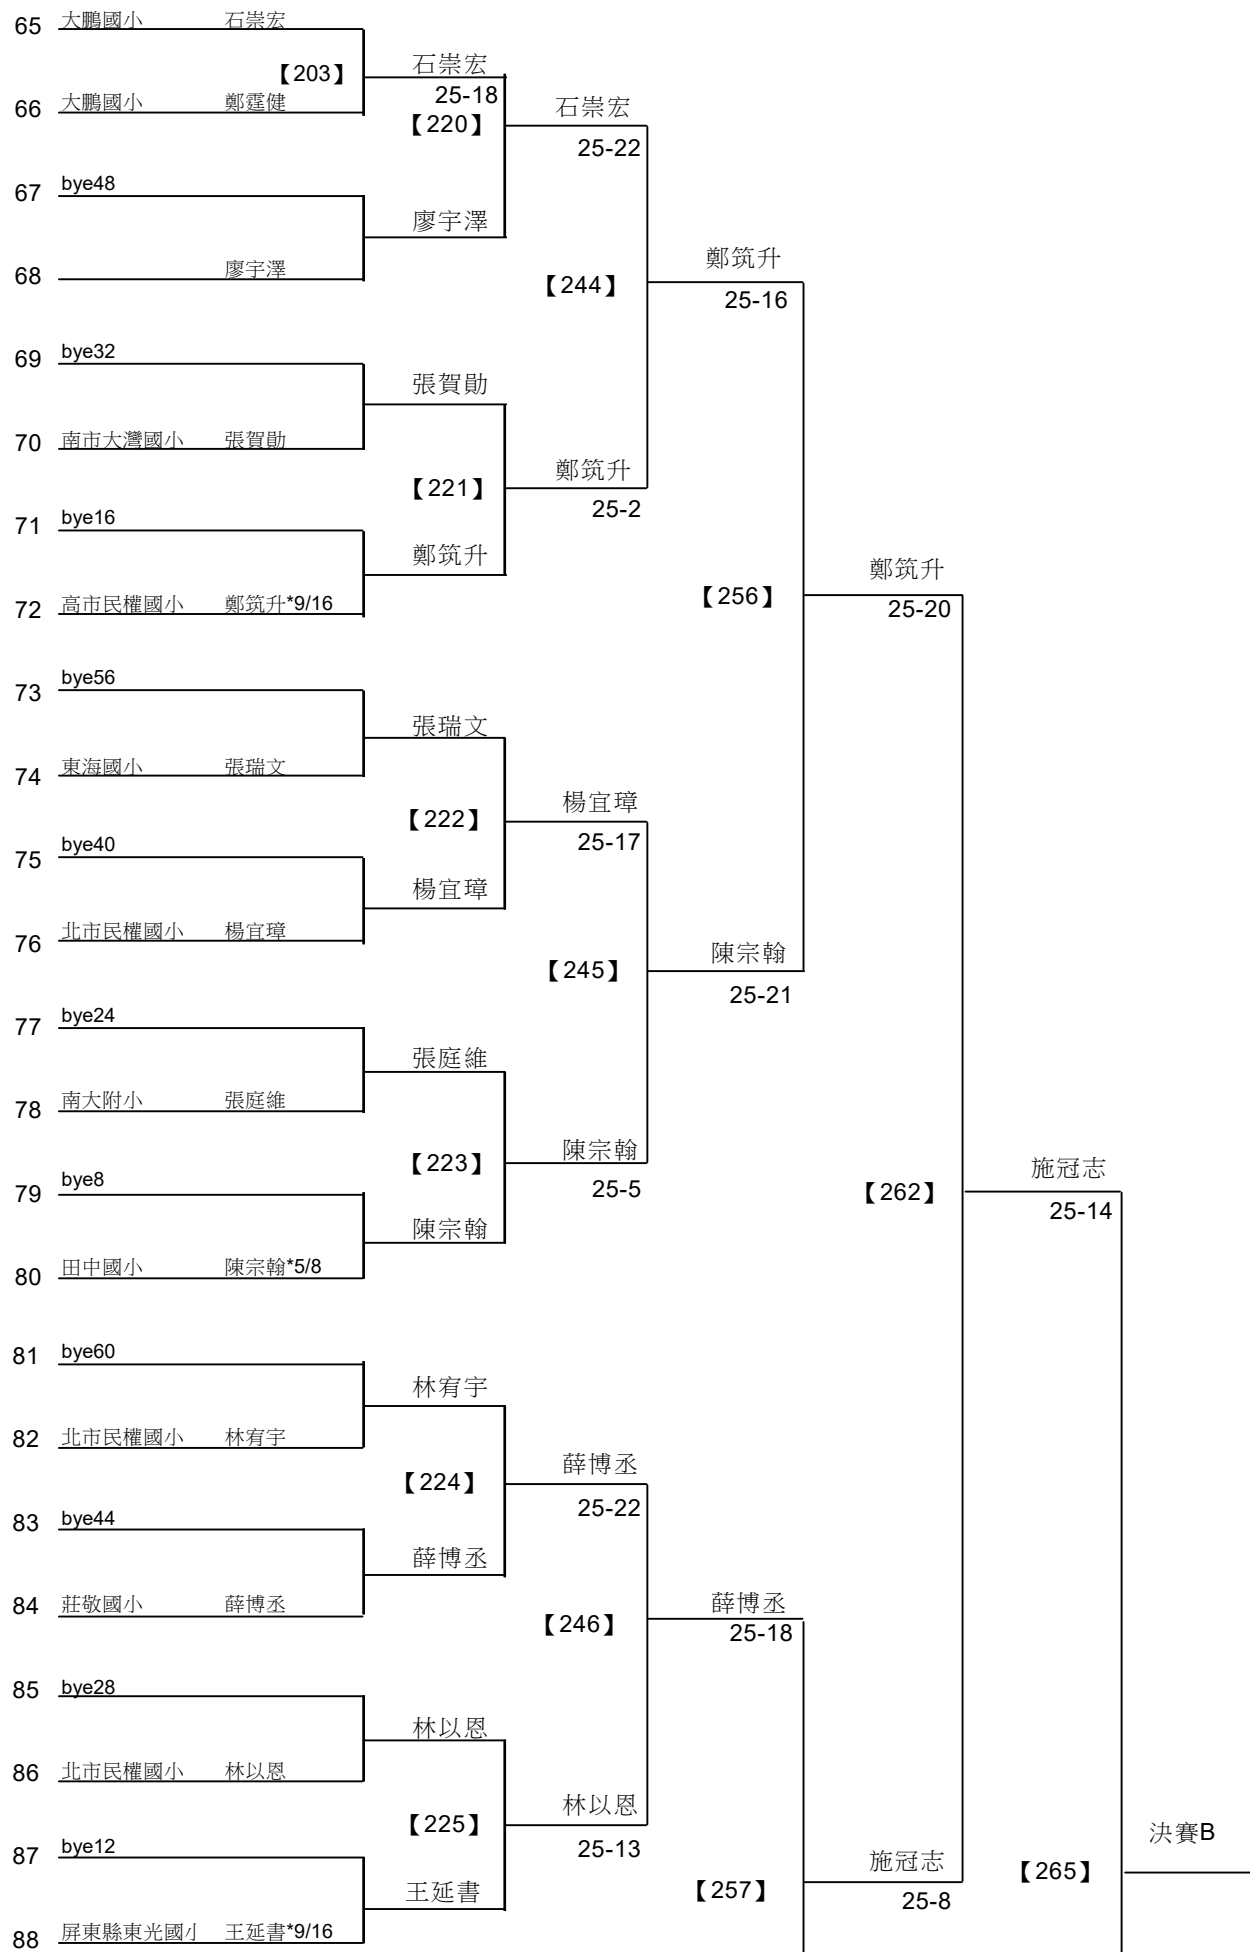 65 大鵬國小 石崇宏
【203】 石崇宏
25-18
66 大鵬國小 鄭霆健
【220】 石崇宏
25-22
67 bye48
廖宇澤
68 廖宇澤
【244】 鄭筑升
25-16
69 bye32
張賀勛
70 南市大灣國小 張賀勛
【221】 鄭筑升
25-2
71 bye16
鄭筑升
72 高市民權國小 鄭筑升*9/16
【256】 鄭筑升
25-20
73 bye56
張瑞文
74 東海國小 張瑞文
【222】 楊宜璋
25-17
75 bye40
楊宜璋
76 北市民權國小 楊宜璋
【245】 陳宗翰
25-21
77 bye24
張庭維
78 南大附小 張庭維
【223】 陳宗翰
25-5
79 bye8
陳宗翰
80 田中國小 陳宗翰*5/8
【262】 施冠志
25-14
81 bye60
林宥宇
82 北市民權國小 林宥宇
【224】 薛博丞
25-22
83 bye44
薛博丞
84 莊敬國小 薛博丞
【246】 薛博丞
25-18
85 bye28
林以恩
86 北市民權國小 林以恩
【225】 林以恩
25-13
87 bye12
王延書
88 屏東縣東光國 王延書*9/16
【257】 施冠志
25-8
【265】 決賽B